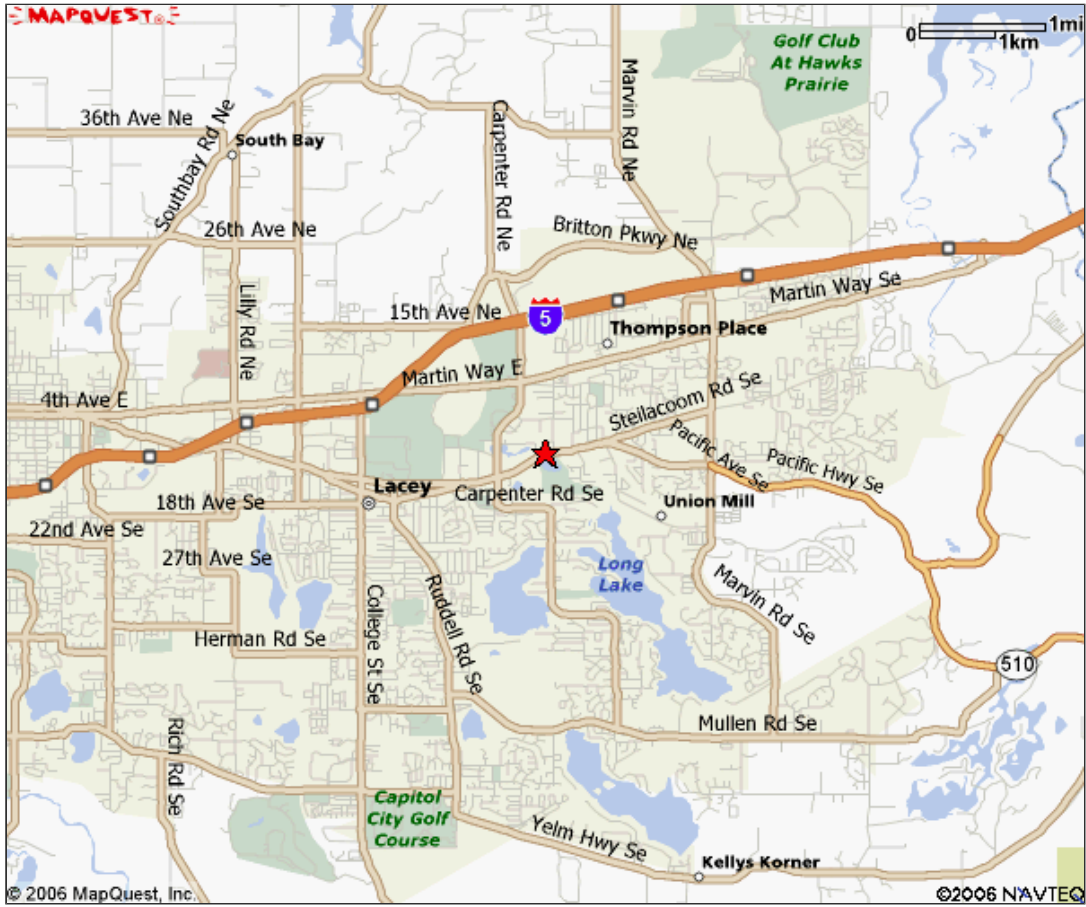 MAPQUEST
0 1mi
1km
Golf Club
At Hawks
Prairie
36th Ave Ne
South Bay
Southbay Rd Ne
Carpenter Rd Ne
Marvin Rd Ne
26th Ave Ne
Britton Pkwy Ne
Lilly Rd Ne
15th Ave Ne
5
Martin Way Se
Thompson Place
Martin Way E
4th Ave E
Steilacoom Rd Se
Pacific Ave Se
Pacific Hwy Se
Lacey
Carpenter Rd Se
18th Ave Se
Union Mill
22nd Ave Se
27th Ave Se
Long
Lake
Ruddell Rd Se
College St Se
Marvin Rd Se
Herman Rd Se
510
Mullen Rd Se
Rich Rd Se
Capitol
City Golf
Course
Yelm Hwy Se
Kellys Korner
© 2006 MapQuest, Inc.
©2006 NAVTEQ